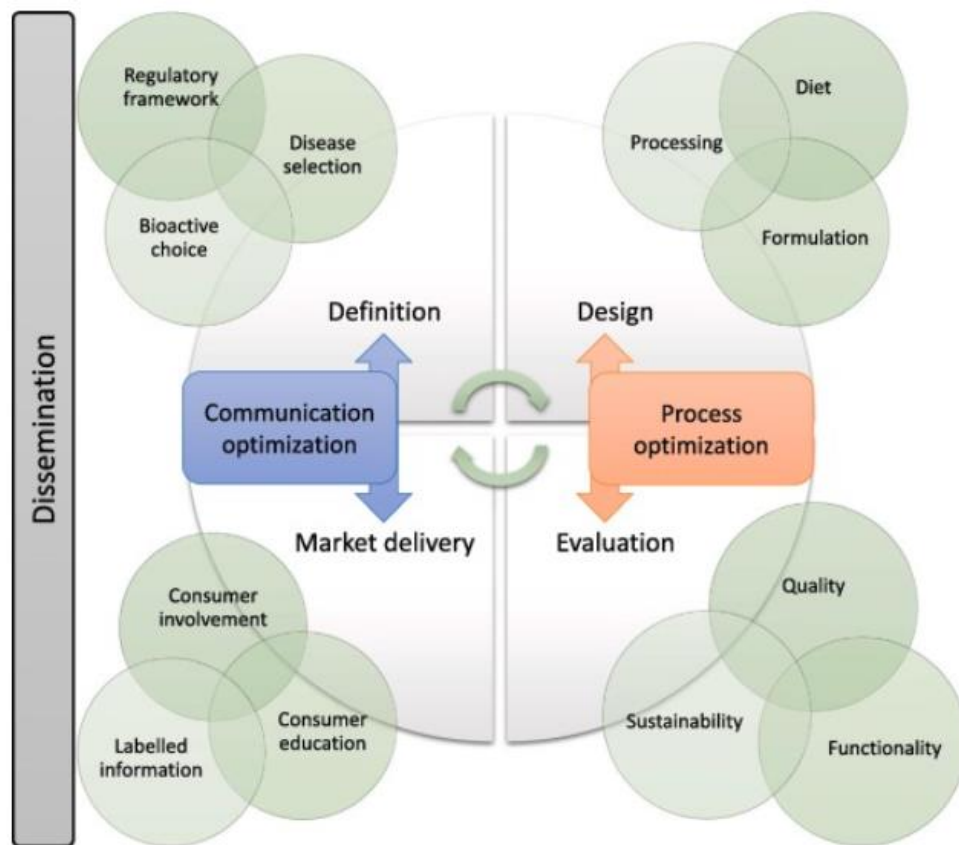 Dissemination
Regulatory
framework
Disease
selection
Bioactive
choice
Processing
Diet
Formulation
Definition
Design
Communication
optimization
Process
optimization
Market delivery
Evaluation
Consumer
involvement
Consumer
education
Labelled
information
Quality
Sustainability
Functionality